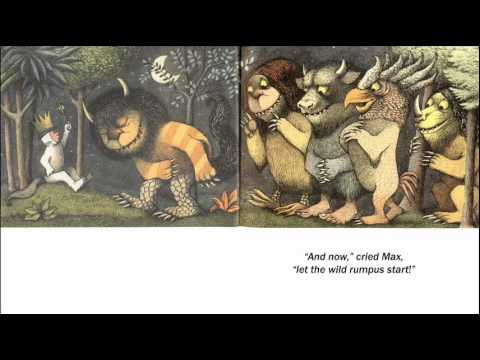 “And now,” cried Max,
“let the wild rumpus start!”